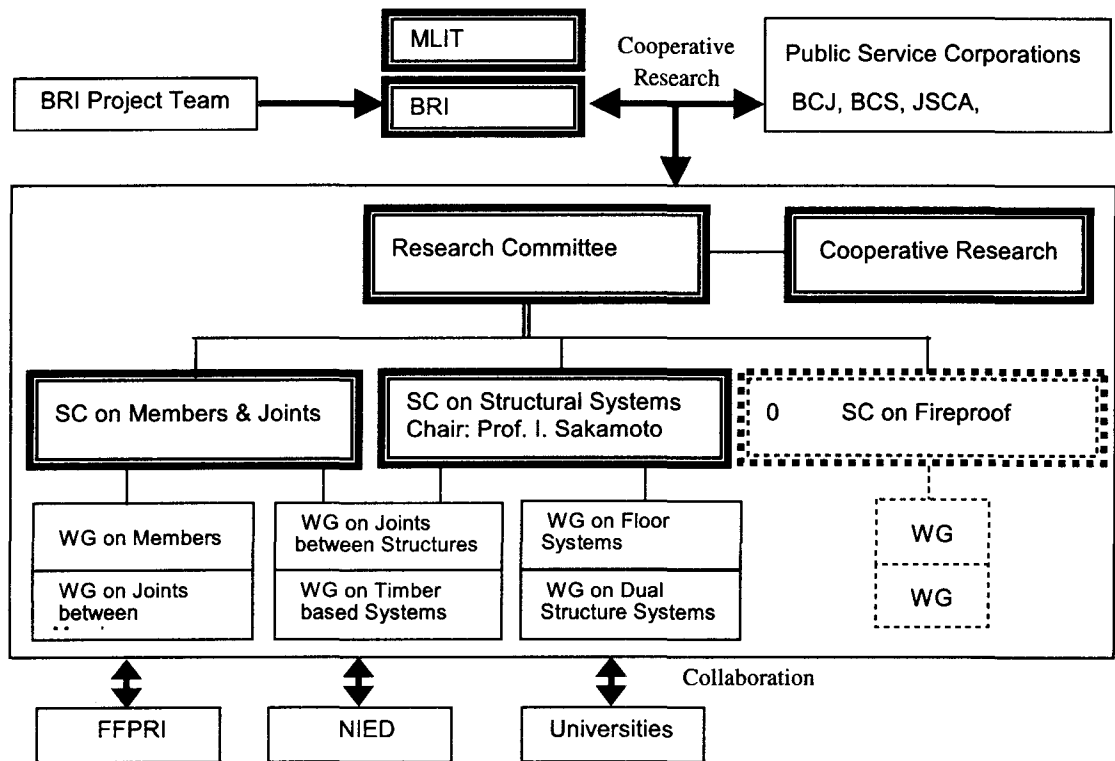 MLIT
Cooperative
Research
Public Service Corporations
BCJ, BCS, JSCA,
BRI Project Team
BRI
Research Committee
Cooperative Research
SC on Members & Joints
SC on Structural Systems
Chair: Prof. I. Sakamoto
0 SC on Fireproof
WG on Members
WG on Joints
between
WG on Joints
between Structures
WG on Timber
based Systems
WG on Floor
Systems
WG on Dual
Structure Systems
WG
WG
Collaboration
FFPRI
NIED
Universities